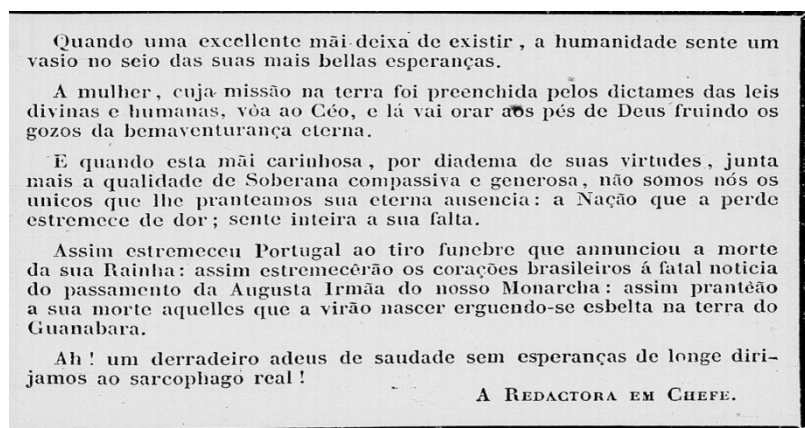 Quando uma excellente mãi deixa de existir, a humanidade sente um
vasio no seio das suas mais bellas esperanças.
A mulher, cuja missão na terra foi preenchida pelos dictames das leis
divinas e humanas, vôa ao Céo, e lá vai orar aos pés de Deus fruindo os
gozos da bemaventurança eterna.
E quando esta mãi carinhosa, por diadema de suas virtudes, junta
mais a qualidade de Soberana compassiva e generosa, não somos nós os
unicos que lhe pranteamos sua eterna ausencia: a Nação que a perde
estremece de dor; sente inteira a sua falta.
Assim estremeceu Portugal ao tiro funebre que annunciou a morte
da sua Rainha: assim estremecêrão os corações brasileiros á fatal noticia
do passamento da Augusta Irmãa do nosso Monarcha: assim prantêão
a sua morte aquelles que a virão nascer erguendo-se esbelta na terra do
Guanabara.
Ah! um derradeiro adeus de saudade sem esperanças de longe diri-
jamos ao sarcophago real!
A REDACTORA EM CHEFE.